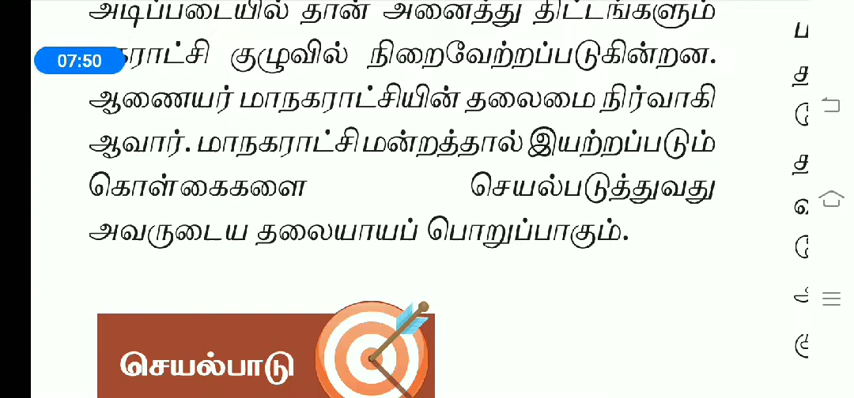 அடிப்படையில் தான் அனைத்து திட்டங்களும்
குழுவில் நிறைவேற்றப்படுகின்றன.
07:50
ஆணையர் மாநகராட்சியின் தலைமை நிர்வாகி
ஆவார். மாநகராட்சி மன்றத்தால் இயற்றப்படும்
கொள்கைகளை செயல்படுத்துவது
அவருடைய தலையாயப் பொறுப்பாகும்.
செயல்பாடு